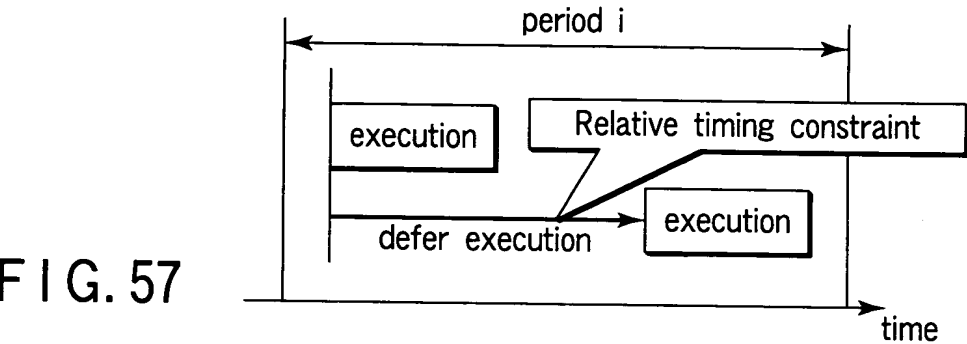 period i
execution
Relative timing constraint
defer execution
execution
FIG. 57
time